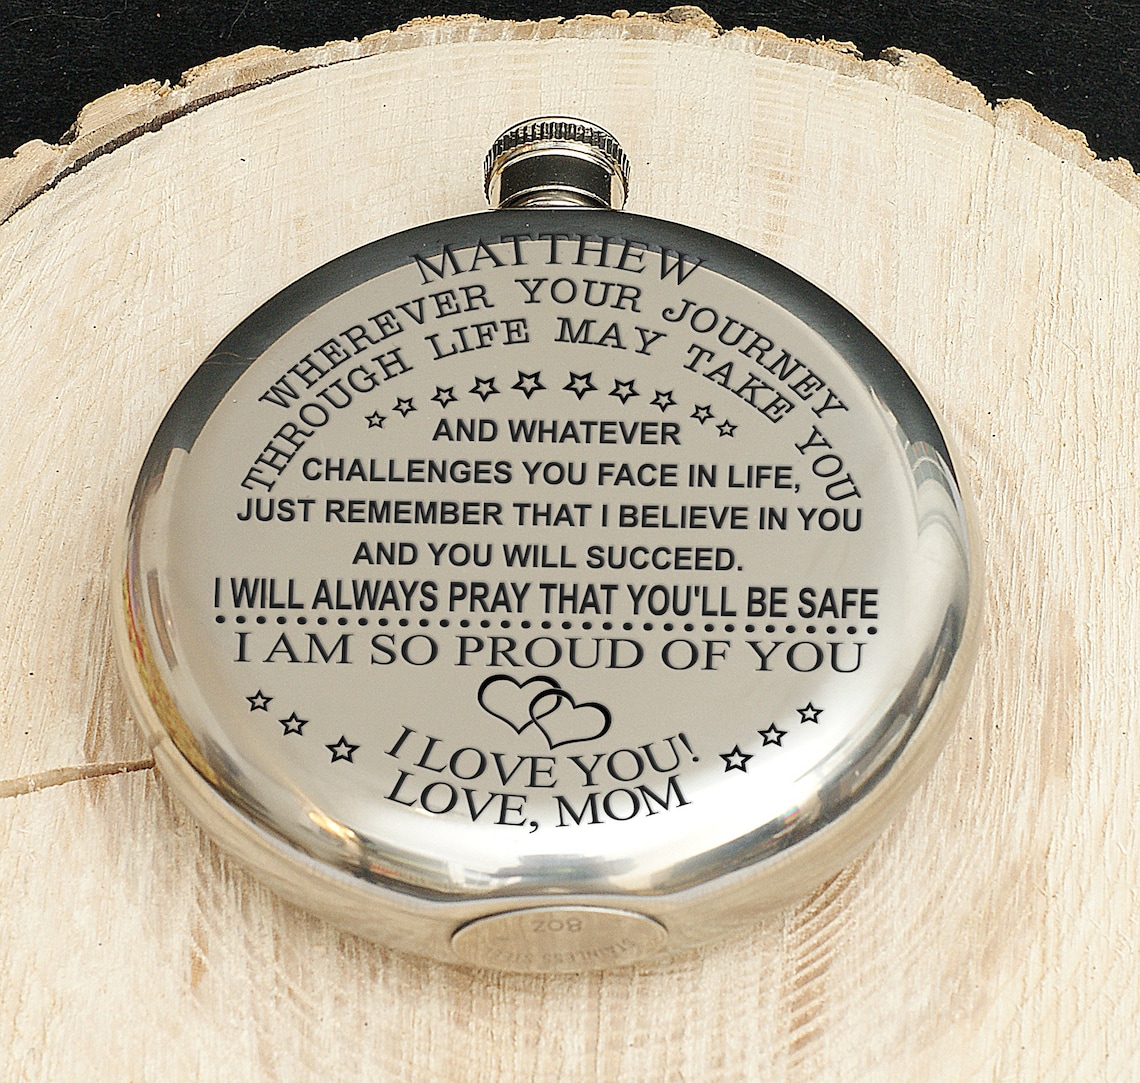 MATTHEW
WHEREVER YOUR JOURNEY
THROUGH LIFE MAY TAKE YOU
AND WHATEVER
CHALLENGES YOU FACE IN LIFE,
JUST REMEMBER THAT I BELIEVE IN YOU
AND YOU WILL SUCCEED.
I WILL ALWAYS PRAY THAT YOU'LL BE SAFE
I AM SO PROUD OF YOU
I LOVE YOU!
LOVE, MOM
8oz
STAINLESS STEEL